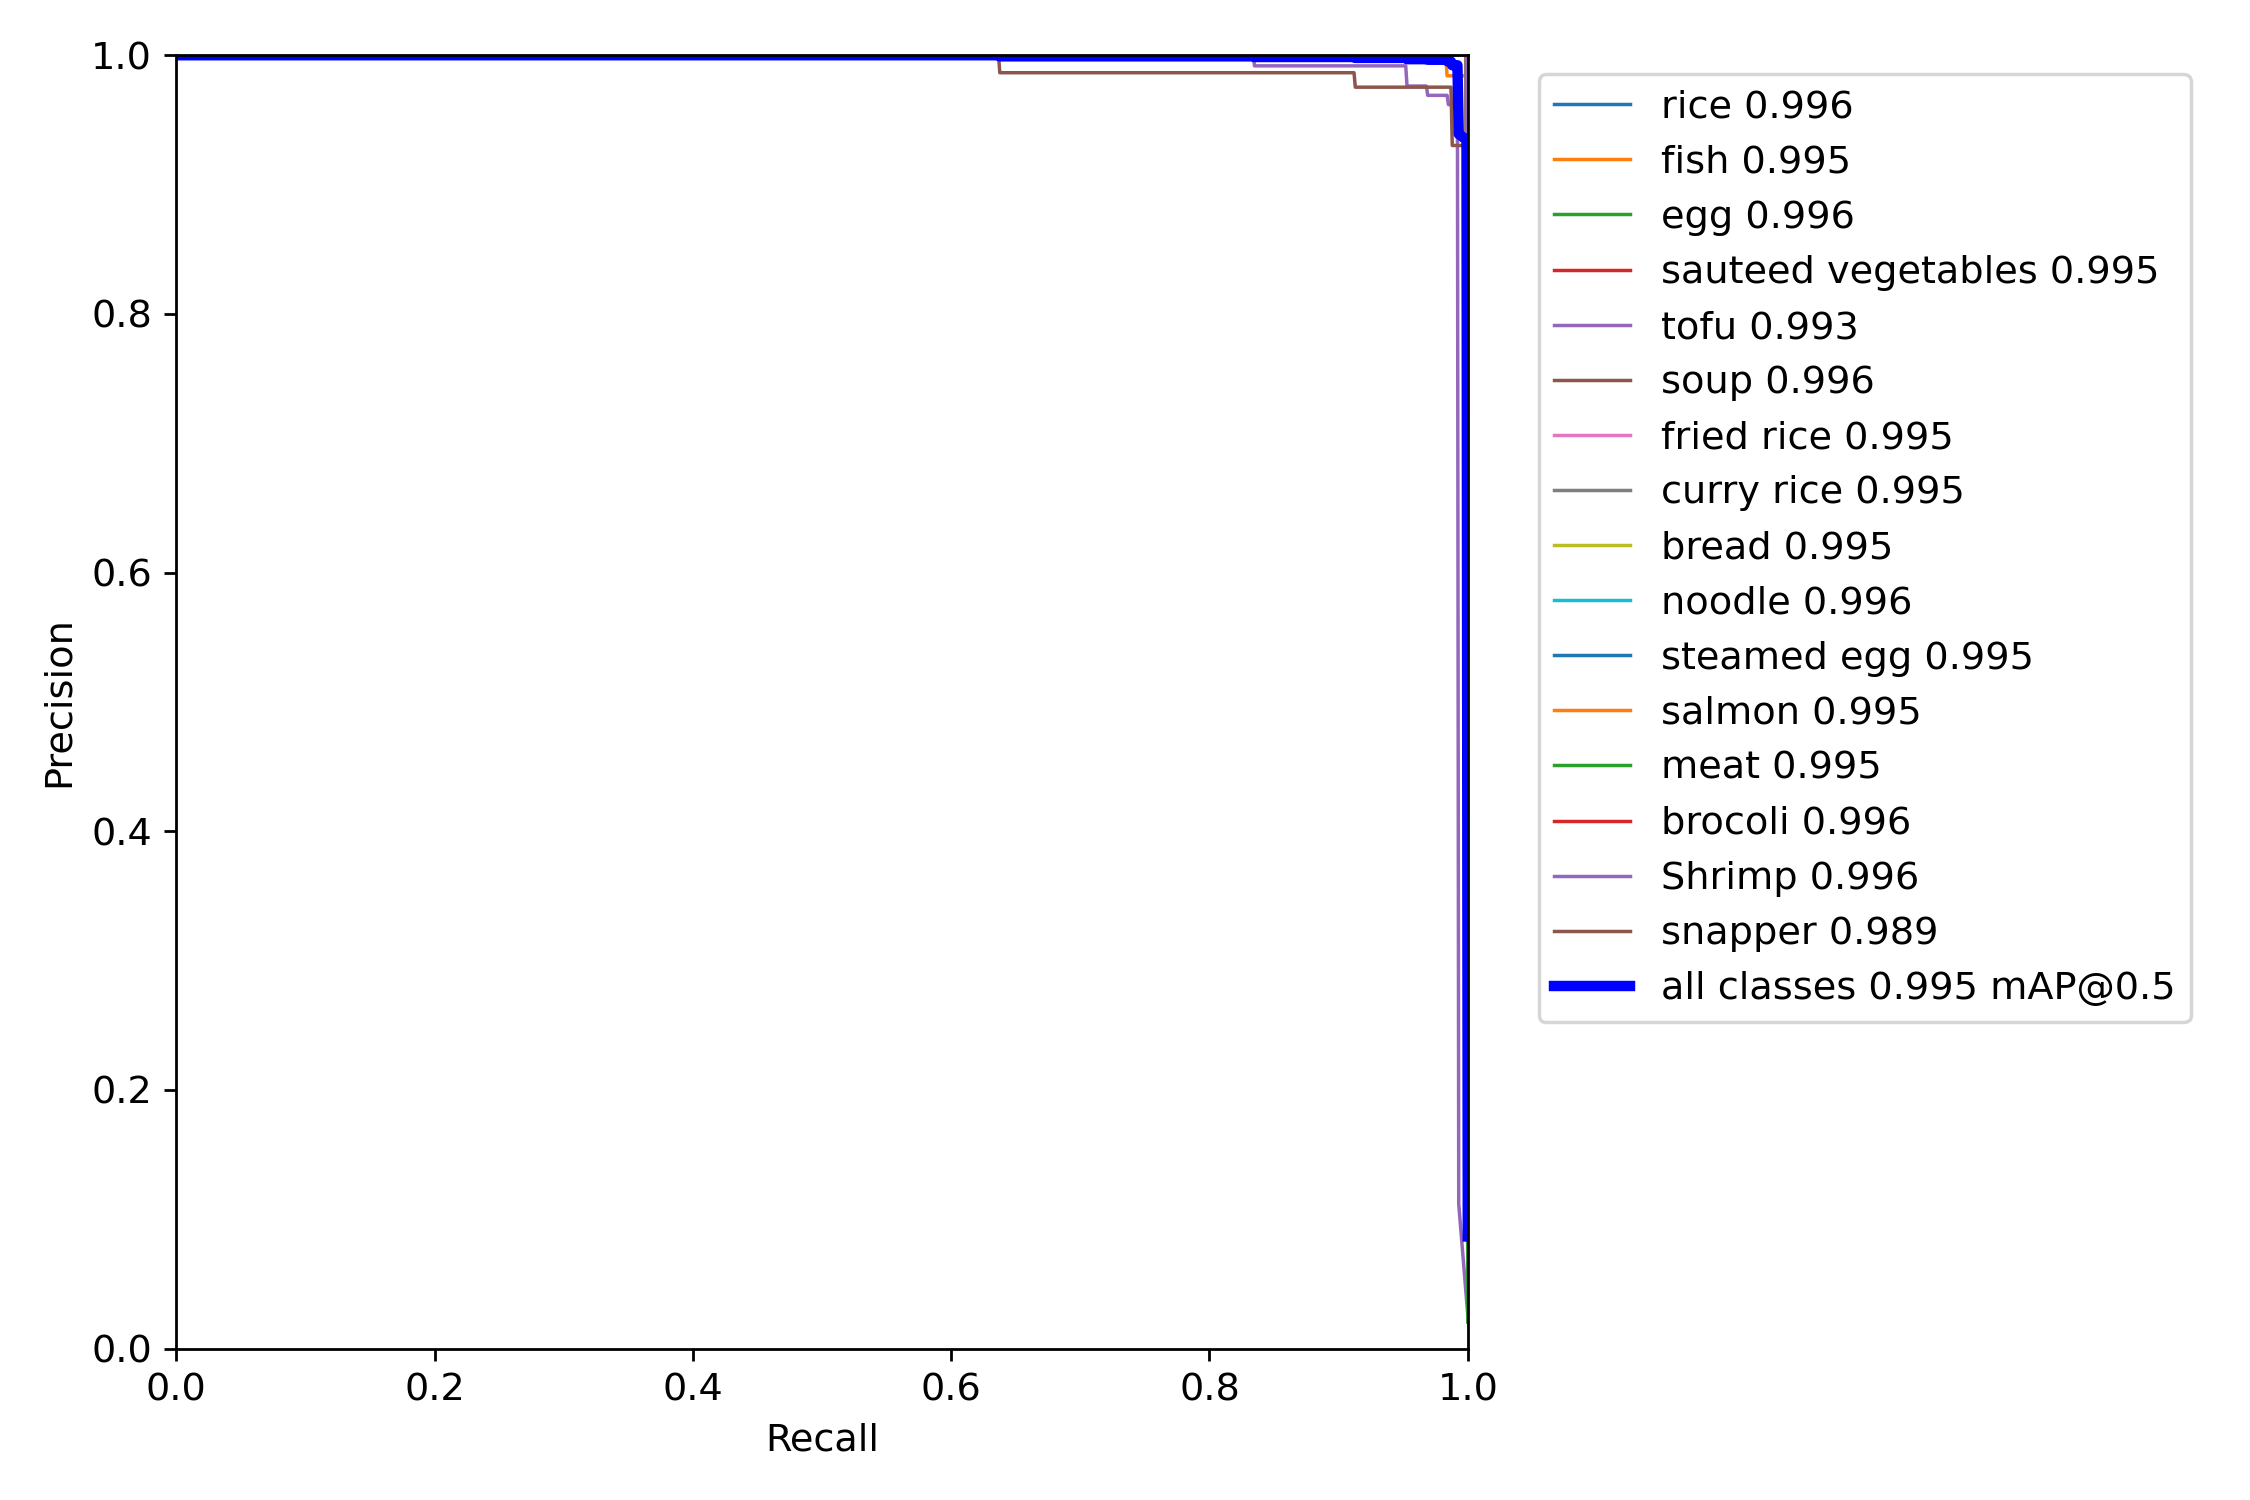 1.0
0.8
0.6
0.4
0.2
0.0
Precision
0.0 0.2 0.4 0.6 0.8 1.0
Recall
rice 0.996
fish 0.995
egg 0.996
sauteed vegetables 0.995
tofu 0.993
soup 0.996
fried rice 0.995
curry rice 0.995
bread 0.995
noodle 0.996
steamed egg 0.995
salmon 0.995
meat 0.995
brocoli 0.996
Shrimp 0.996
snapper 0.989
all classes 0.995 mAP@0.5